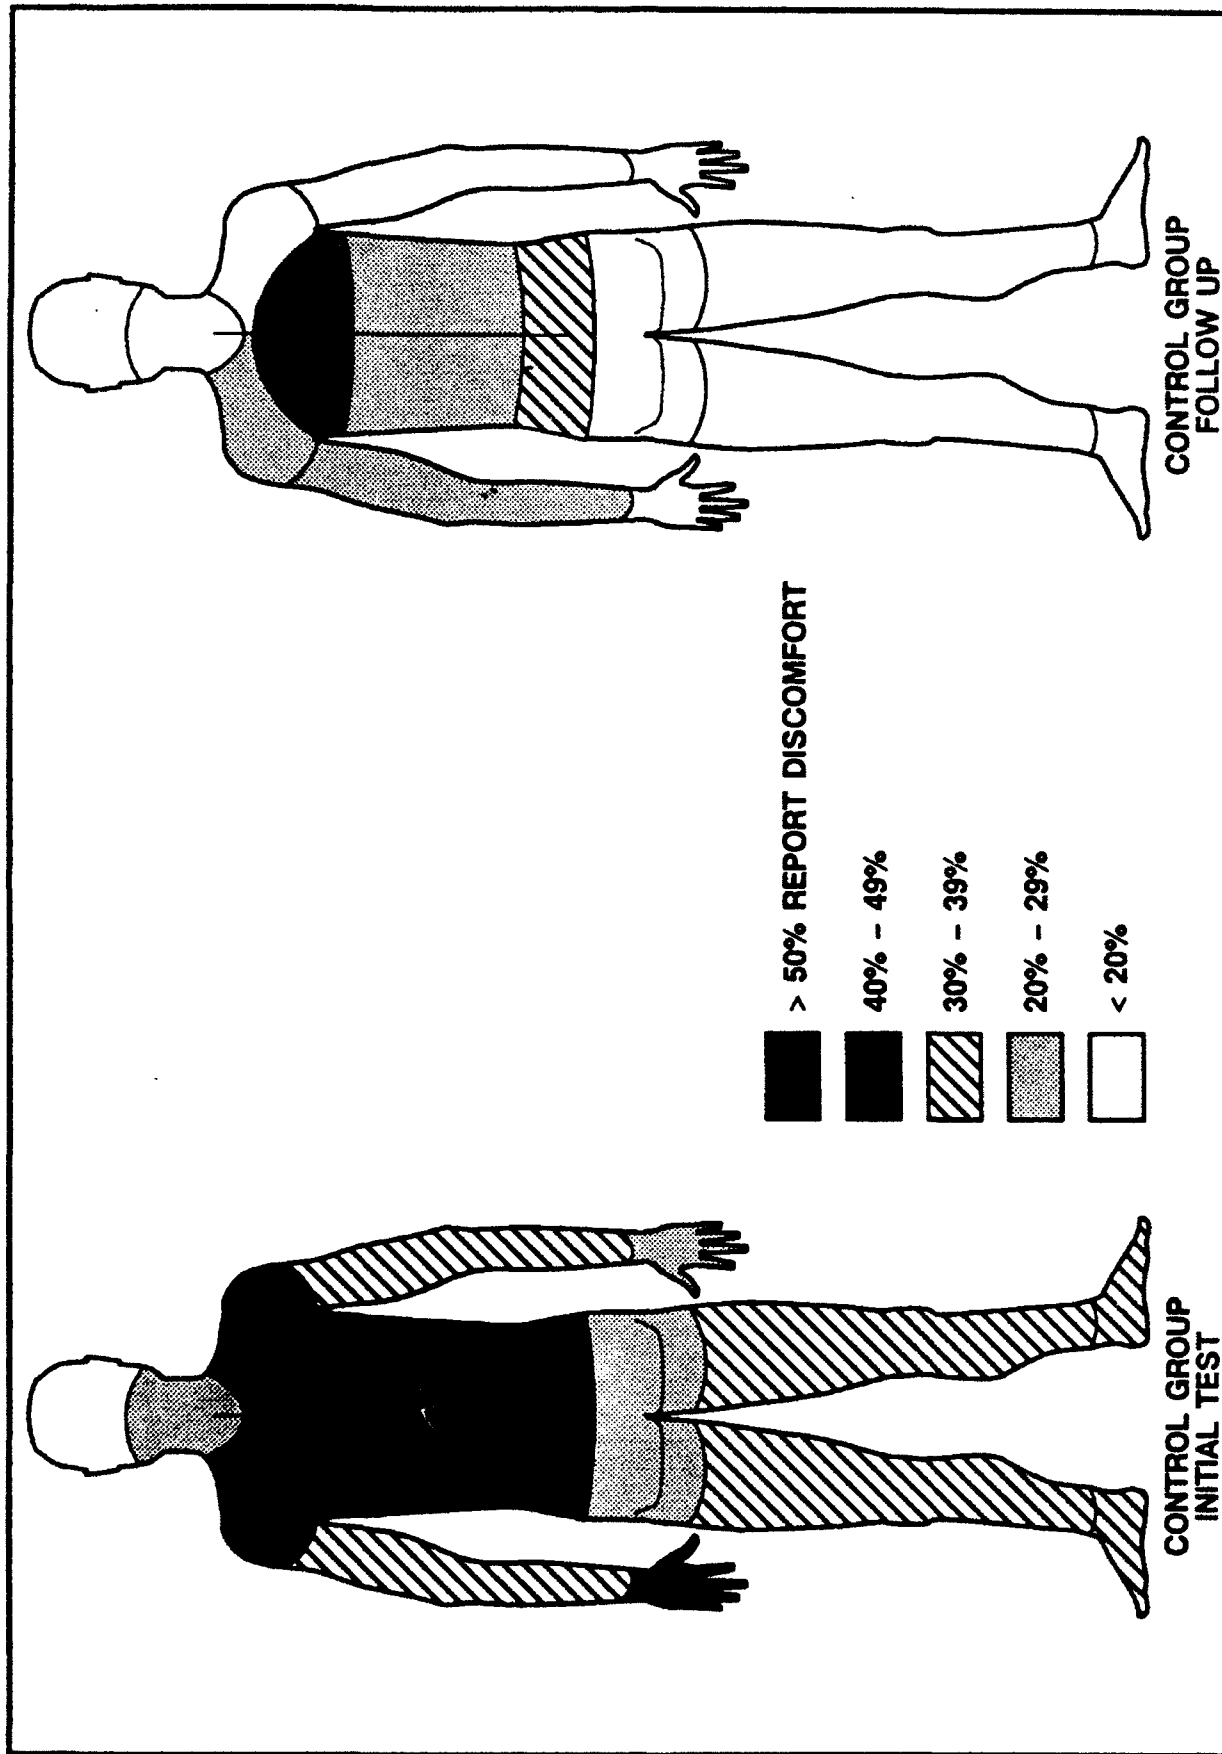 > 50% REPORT DISCOMFORT
40% - 49%
30% - 39%
20% - 29%
< 20%
CONTROL GROUP
INITIAL TEST
CONTROL GROUP
FOLLOW UP